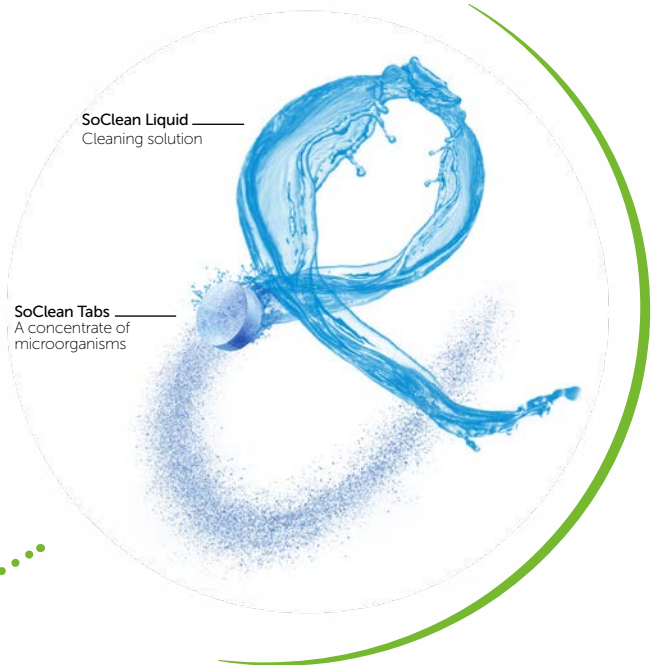 SoClean Liquid
Cleaning solution
SoClean Tabs
A concentrate of
microorganisms